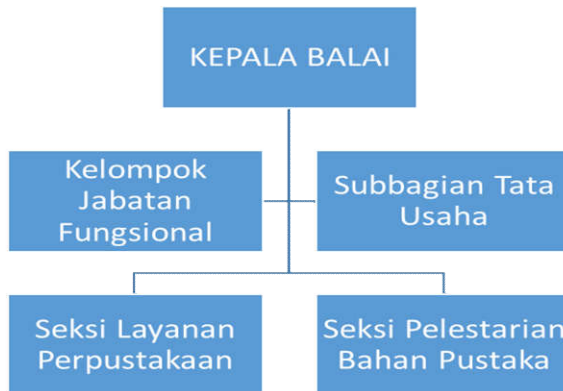 KEPALA BALAI
Kelompok
Jabatan
Fungsional
Subbagian Tata
Usaha
Seksi Layanan
Perpustakaan
Seksi Pelestarian
Bahan Pustaka